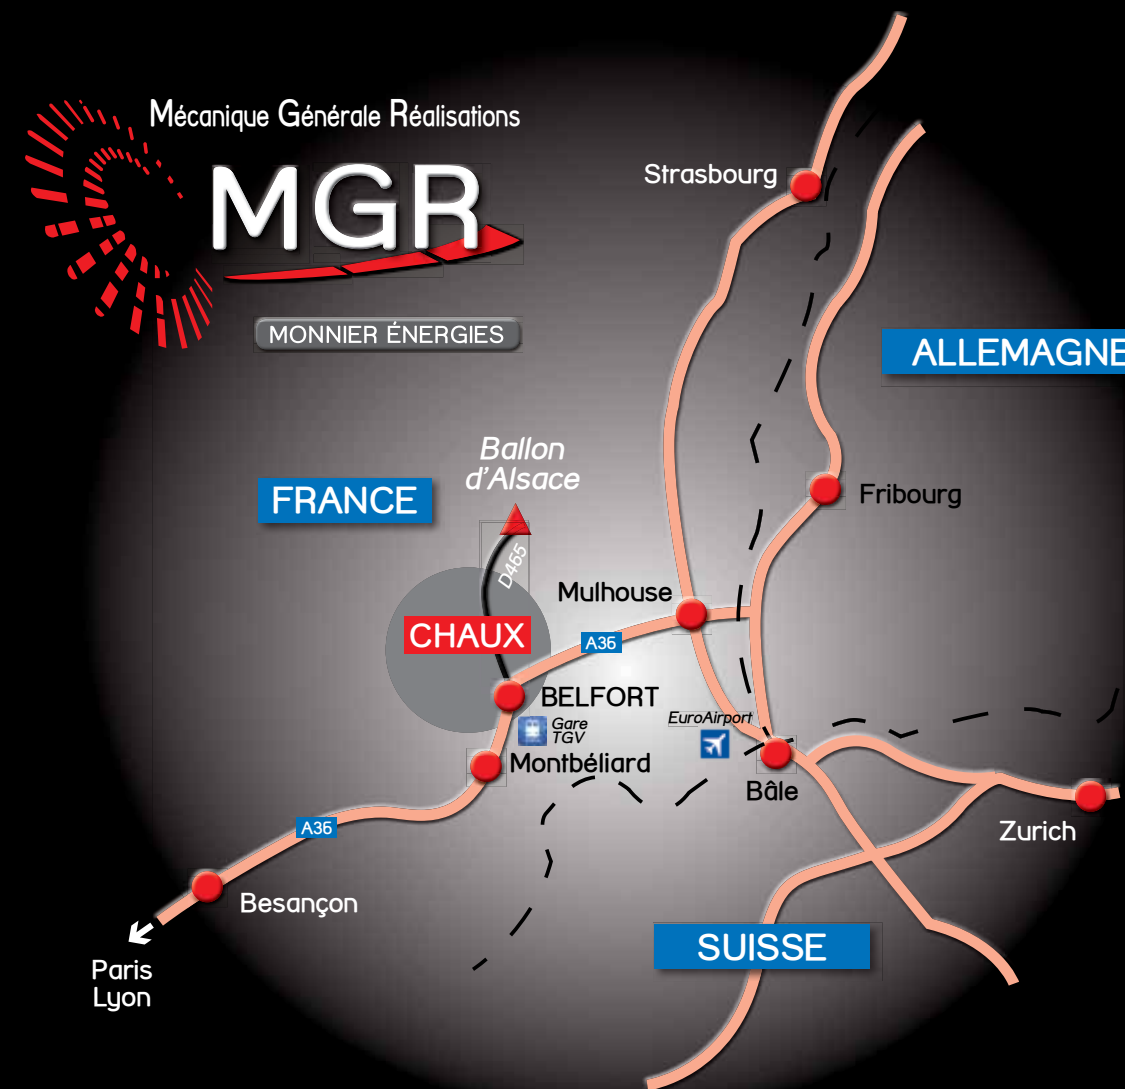 Mécanique Générale Réalisations
MGR
MONNIER ÉNERGIES
Strasbourg
ALLEMAGNE
Ballon
d'Alsace
FRANCE
Fribourg
D465
Mulhouse
CHAUX
A36
BELFORT
Gare
TGV
EuroAirport
Montbéliard
Bâle
A36
Zurich
Besançon
SUISSE
Paris
Lyon